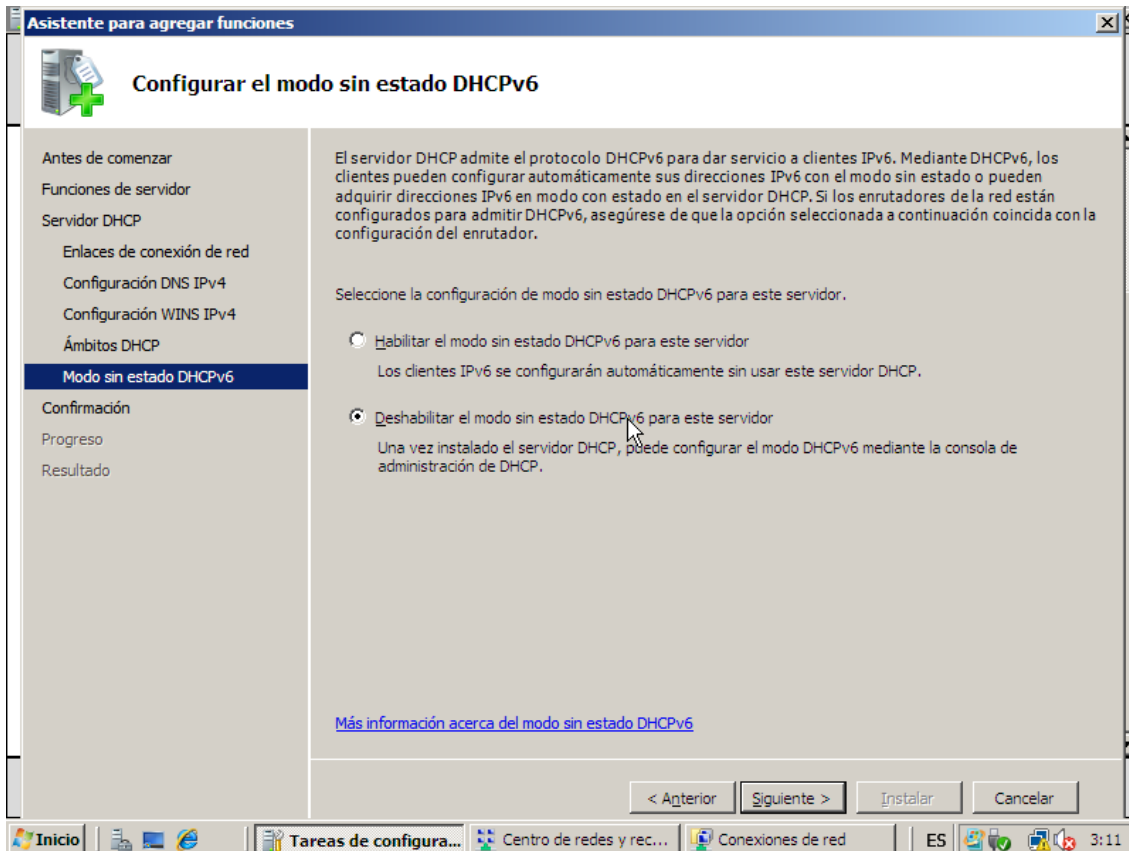 Asistente para agregar funciones
Configurar el modo sin estado DHCPv6
Antes de comenzar
Funciones de servidor
Servidor DHCP
Enlaces de conexión de red
Configuración DNS IPv4
Configuración WINS IPv4
Ámbitos DHCP
Modo sin estado DHCPv6
Confirmación
Progreso
Resultado
El servidor DHCP admite el protocolo DHCPv6 para dar servicio a clientes IPv6. Mediante DHCPv6, los
clientes pueden configurar automáticamente sus direcciones IPv6 con el modo sin estado o pueden
adquirir direcciones IPv6 en modo con estado en el servidor DHCP. Si los enrutadores de la red están
configurados para admitir DHCPv6, asegúrese de que la opción seleccionada a continuación coincida con la
configuración del enrutador.
Seleccione la configuración de modo sin estado DHCPv6 para este servidor.
Habilitar el modo sin estado DHCPv6 para este servidor
Los clientes IPv6 se configurarán automáticamente sin usar este servidor DHCP.
Deshabilitar el modo sin estado DHCPv6 para este servidor
Una vez instalado el servidor DHCP, puede configurar el modo DHCPv6 mediante la consola de
administración de DHCP.
Más información acerca del modo sin estado DHCPv6
< Anterior
Siguiente >
Instalar
Cancelar
Inicio
Tareas de configura...
Centro de redes y rec...
Conexiones de red
ES
3:11